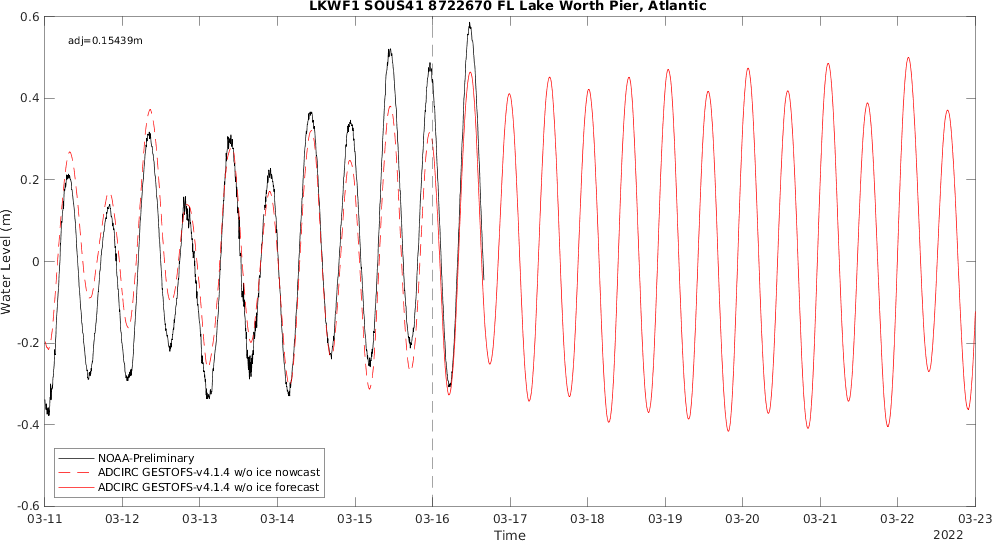 LKWF1 SOUS41 8722670 FL Lake Worth Pier, Atlantic
adj=0.15439m
Water Level (m)
0.6
0.4
0.2
0
-0.2
-0.4
-0.6
NOAA-Preliminary
ADCIRC GESTOFS-v4.1.4 w/o ice nowcast
ADCIRC GESTOFS-v4.1.4 w/o ice forecast
03-11 03-12 03-13 03-14 03-15 03-16 03-17 03-18 03-19 03-20 03-21 03-22 03-23
Time
2022